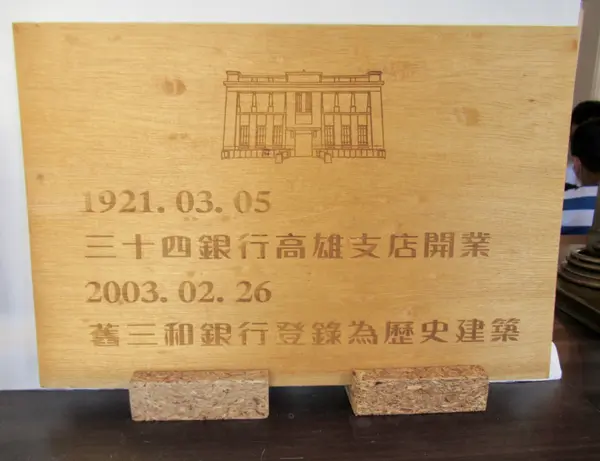 1921. 03. 05
三十四銀行高雄支店開業
2003. 02. 26
舊三和銀行登錄為歷史建築